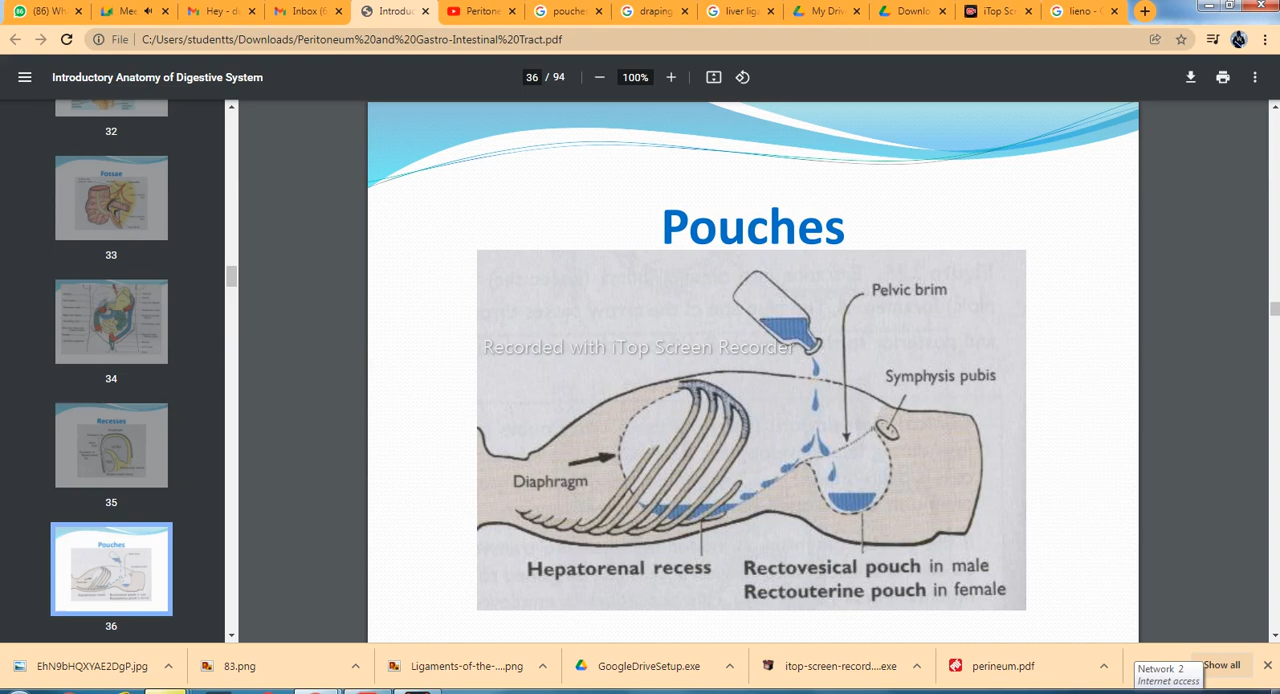 (86) Wh
Mee
Hey - d
Inbox (6
Introdu
Peritone
pouche
draping
liver lig
My Driv
Downlo
iTop Sc
lieno - G
File
C:/Users/studentts/Downloads/Peritoneum%20and%20Gastro-Intestinal%20Tract.pdf
Introductory Anatomy of Digestive System
36 / 94
100%
32
Fossae
33
34
Recesses
35
Pouches
36
Pouches
Pelvic brim
Recorded with iTop Screen Recorder
Symphysis pubis
Diaphragm
Hepatorenal recess
Rectovesical pouch in male
Rectouterine pouch in female
EhN9bHQXYAE2DgP.jpg
83.png
Ligaments-of-the-....png
GoogleDriveSetup.exe
itop-screen-record....exe
perineum.pdf
Network 2
Internet access
Show all